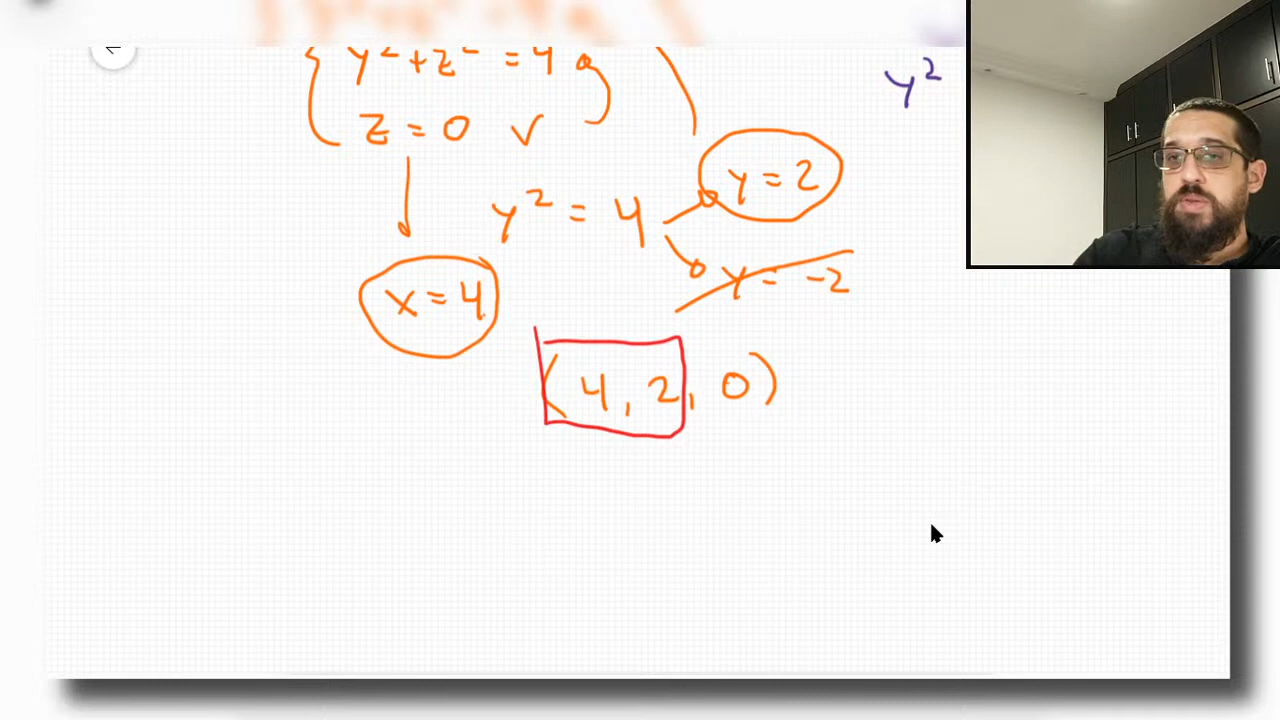 y² + z² = 4
y²
z = 0 ✓
y = 2
y² = 4
y = -2
x = 4
(4, 2, 0)